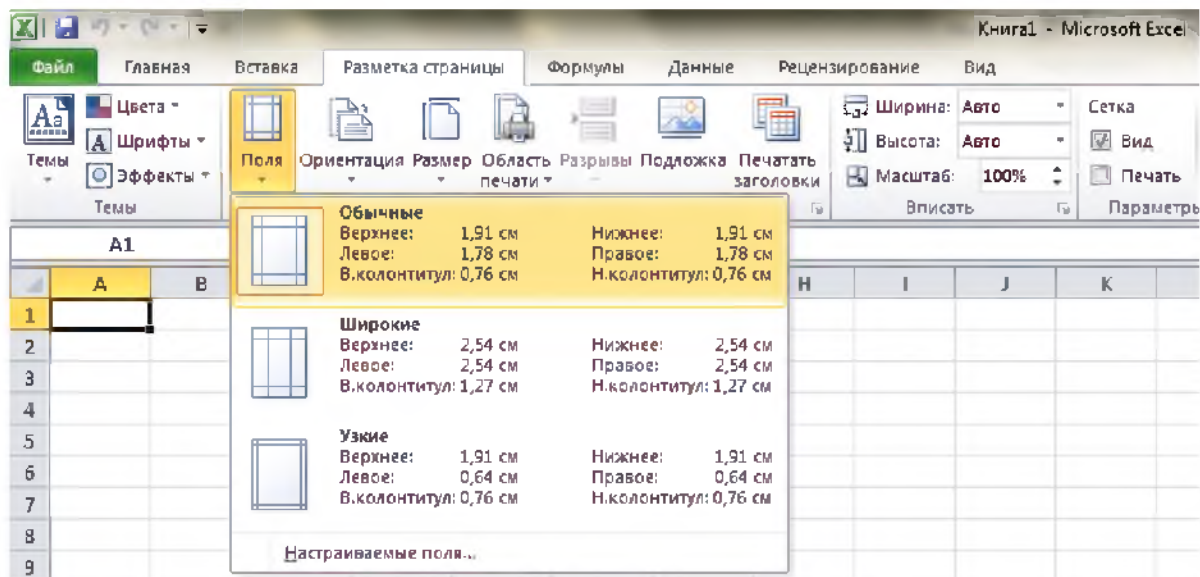 Книга1 - Microsoft Excel
Файл Главная Вставка Разметка страницы Формулы Данные Рецензирование Вид
Aa Цвета Ширина: Авто Сетка
A Шрифты Высота: Авто Вид
Темы Поля Ориентация Размер Область Разрывы Подложка Печатать
Эффекты печати заголовки Масштаб: 100% Печать
Темы Вписать Параметры
A1
Обычные
Верхнее: 1,91 см Нижнее: 1,91 см
Левое: 1,78 см Правое: 1,78 см
В.колонтитул: 0,76 см Н.колонтитул: 0,76 см
A B H I J K
1
Широкие
2 Верхнее: 2,54 см Нижнее: 2,54 см
Левое: 2,54 см Правое: 2,54 см
3 В.колонтитул: 1,27 см Н.колонтитул: 1,27 см
4
5 Узкие
Верхнее: 1,91 см Нижнее: 1,91 см
6 Левое: 0,64 см Правое: 0,64 см
7 В.колонтитул: 0,76 см Н.колонтитул: 0,76 см
8
Настраиваемые поля...
9